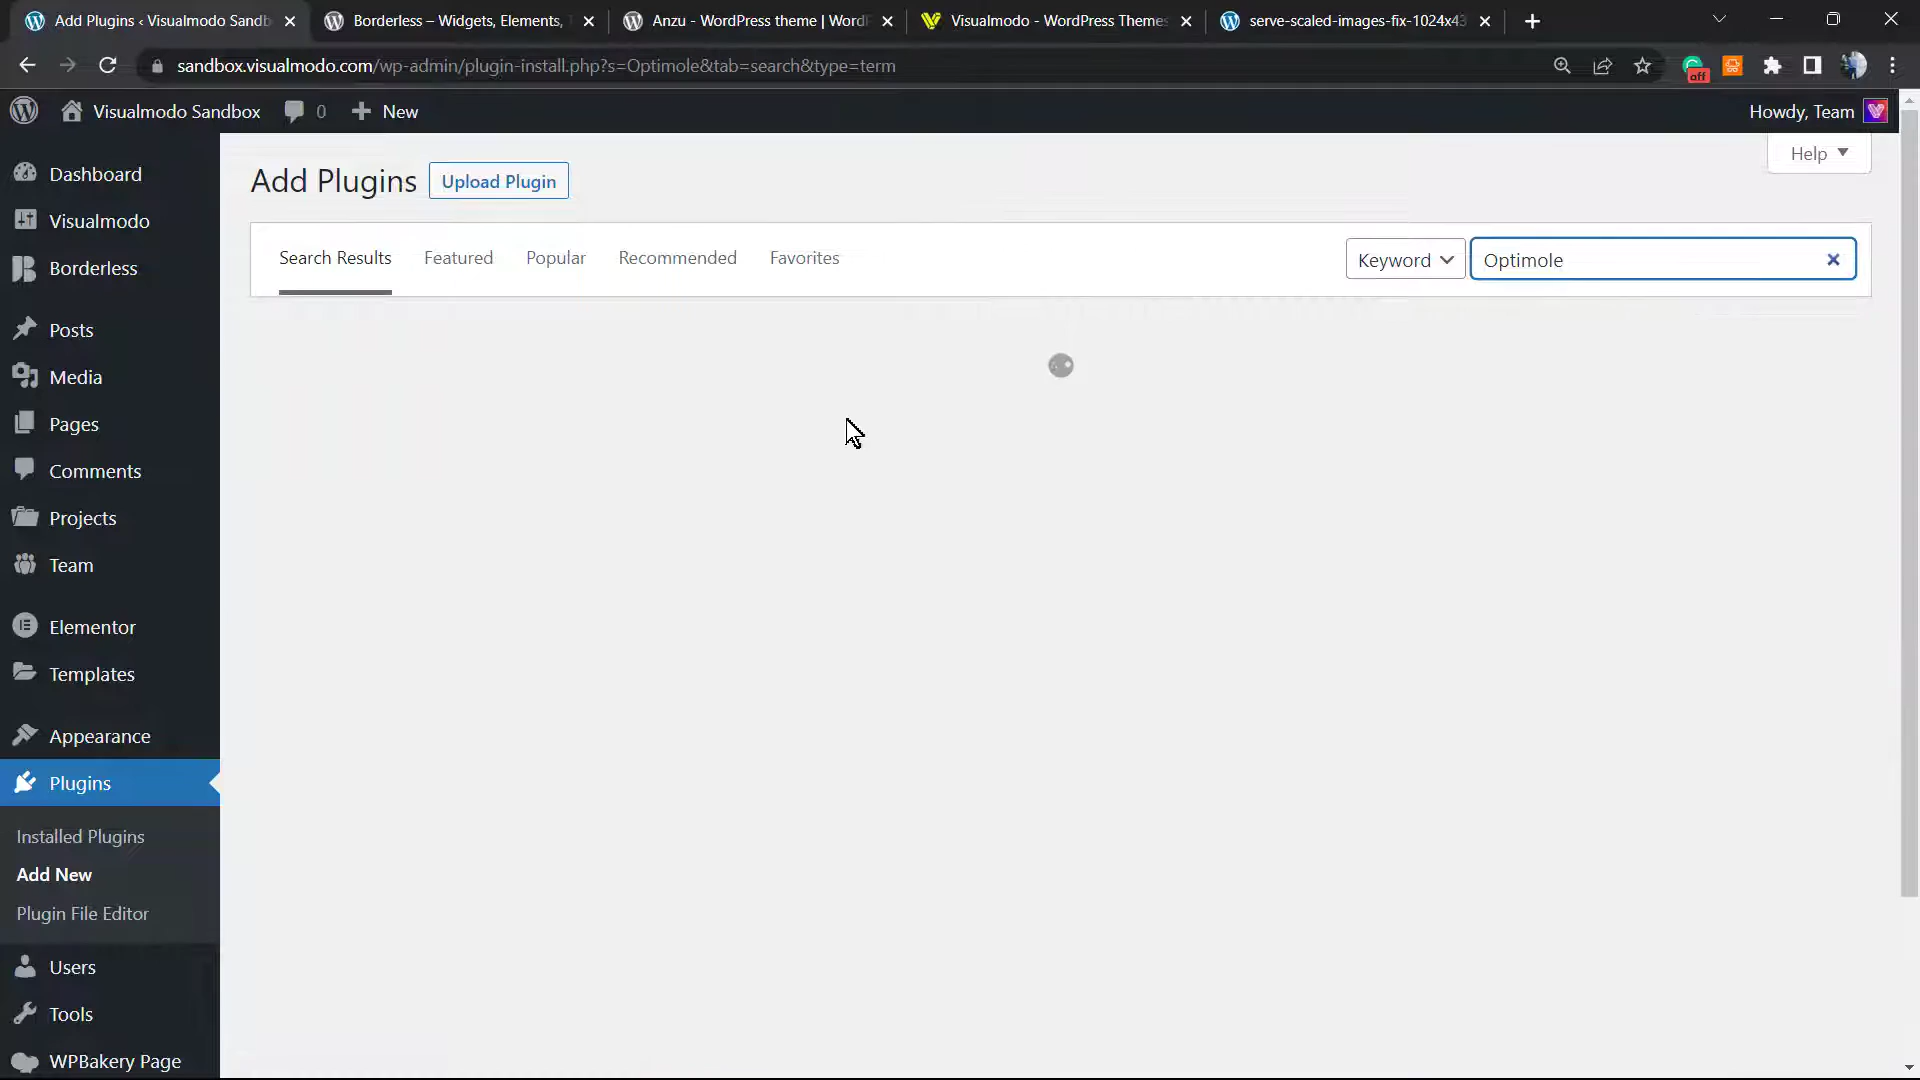 Add Plugins ‹ Visualmodo Sandb
Borderless – Widgets, Elements,
Anzu - WordPress theme | Word
Visualmodo - WordPress Themes
serve-scaled-images-fix-1024x43
sandbox.visualmodo.com/wp-admin/plugin-install.php?s=Optimole&tab=search&type=term
off
Visualmodo Sandbox
0
New
Howdy, Team
Dashboard
Visualmodo
Borderless
Posts
Media
Pages
Comments
Projects
Team
Elementor
Templates
Appearance
Plugins
Installed Plugins
Add New
Plugin File Editor
Users
Tools
WPBakery Page
Help
Add Plugins
Upload Plugin
Search Results
Featured
Popular
Recommended
Favorites
Keyword
Optimole